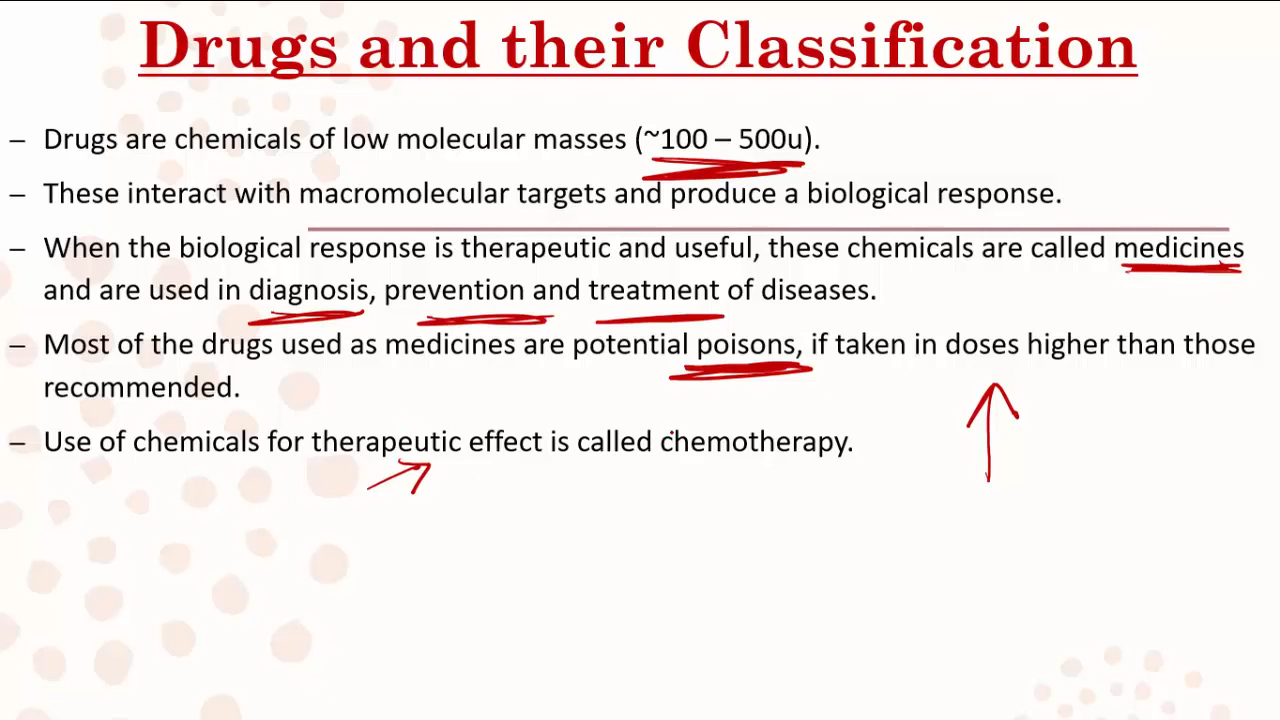 Drugs and their Classification
– Drugs are chemicals of low molecular masses (~100 – 500u).
– These interact with macromolecular targets and produce a biological response.
– When the biological response is therapeutic and useful, these chemicals are called medicines
and are used in diagnosis, prevention and treatment of diseases.
– Most of the drugs used as medicines are potential poisons, if taken in doses higher than those
recommended.
– Use of chemicals for therapeutic effect is called chemotherapy.